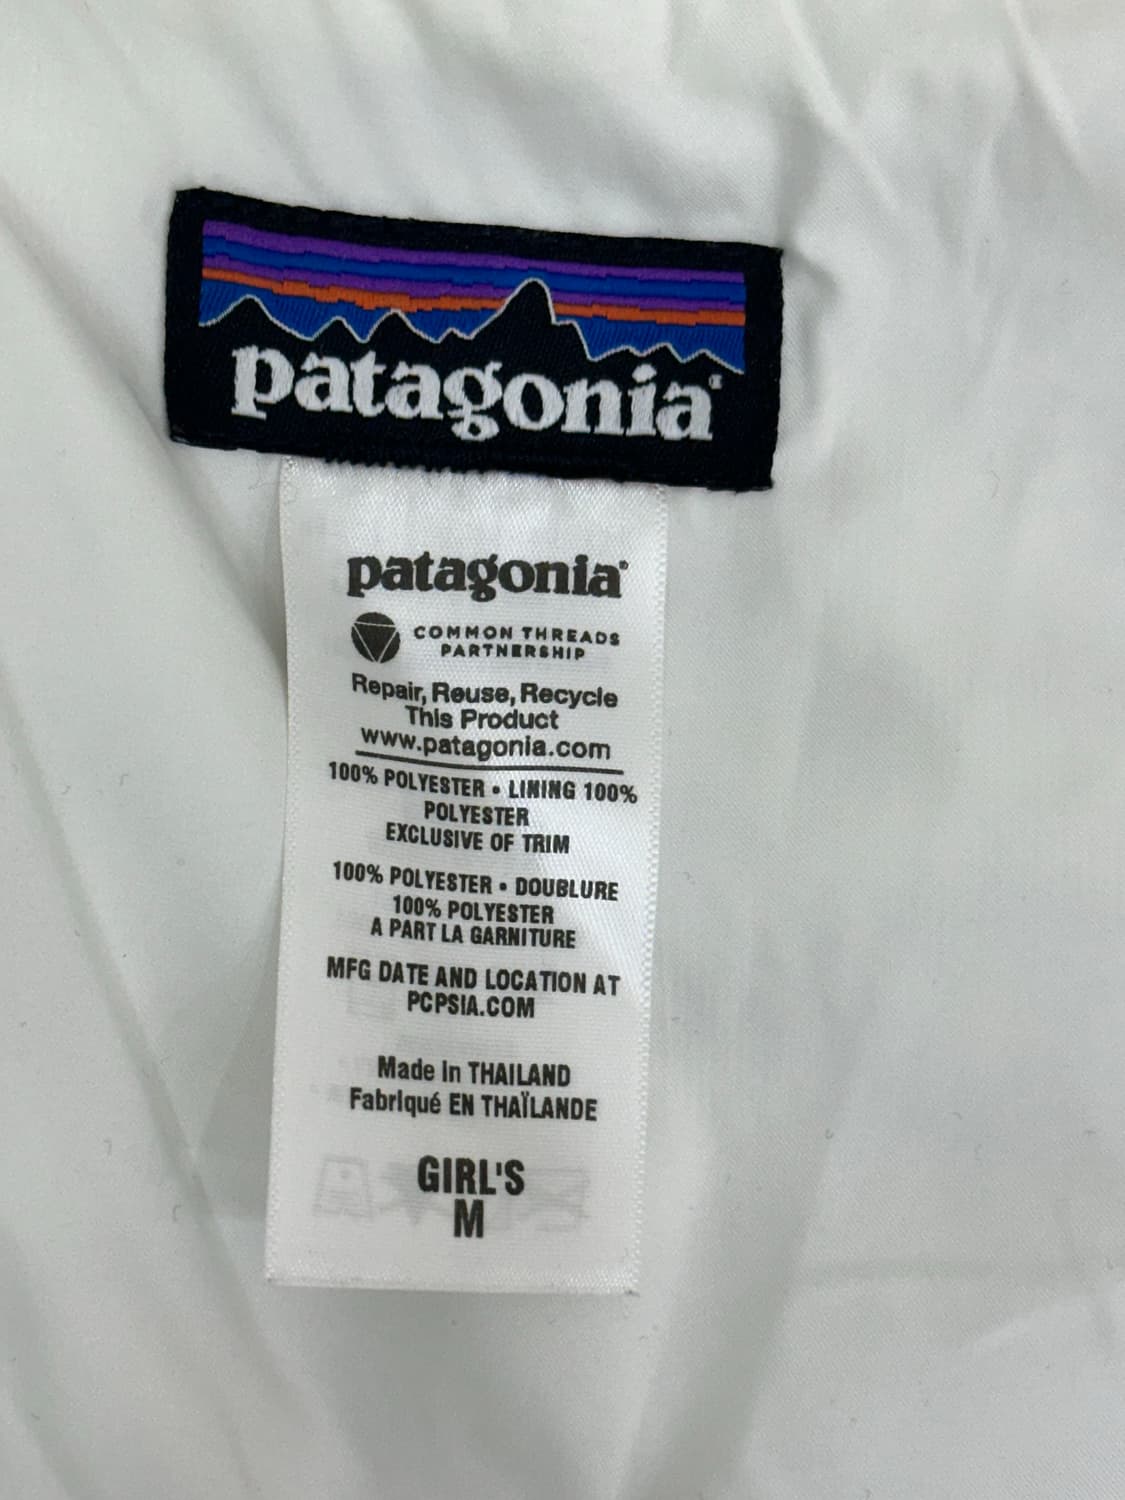 patagonia®
patagonia®
COMMON THREADS
PARTNERSHIP
Repair, Reuse, Recycle
This Product
www.patagonia.com
100% POLYESTER • LINING 100%
POLYESTER
EXCLUSIVE OF TRIM
100% POLYESTER • DOUBLURE
100% POLYESTER
A PART LA GARNITURE
MFG DATE AND LOCATION AT
PCPSIA.COM
Made in THAILAND
Fabriqué EN THAÏLANDE
GIRL'S
M